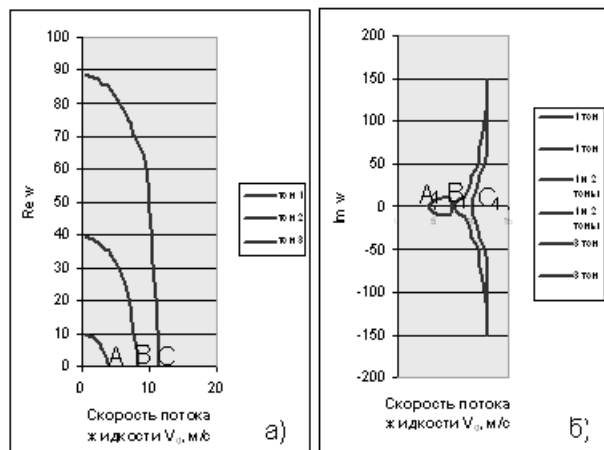 100
90
80
70
60
50
40
30
20
10
0
Re w
A B C
0 10 20
Скорость потока
жидкости V₀, м/с
а)
тон 1
тон 2
тон 3
200
150
100
50
0
-50
-100
-150
-200
Im w
A₁ B₁ C₁
Скорость потока
жидкости V₀, м/с
б)
1 тон
1 тон
1 и 2
тоны
1 и 2
тоны
3 тон
3 тон